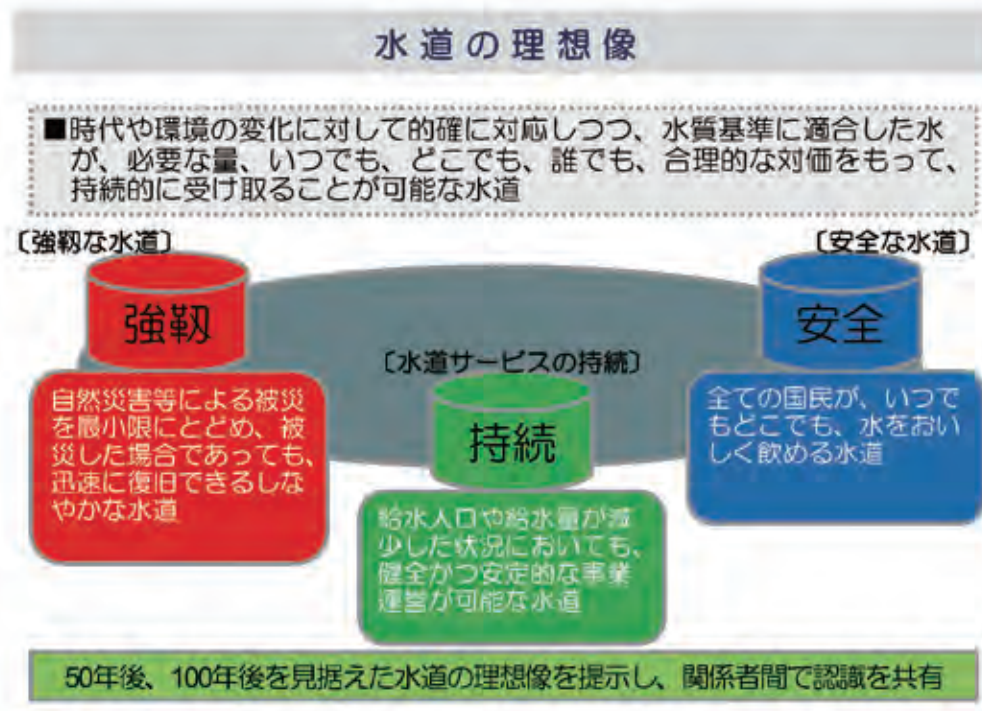 水道の理想像
■時代や環境の変化に対して的確に対応しつつ、水質基準に適合した水
が、必要な量、いつでも、どこでも、誰でも、合理的な対価をもって、
持続的に受け取ることが可能な水道
〔強靱な水道〕
強靱
自然災害等による被災
を最小限にとどめ、被
災した場合であっても、
迅速に復旧できるしな
やかな水道
〔水道サービスの持続〕
持続
給水人口や給水量が減
少した状況においても、
健全かつ安定的な事業
運営が可能な水道
〔安全な水道〕
安全
全ての国民が、いつで
もどこでも、水をおい
しく飲める水道
50年後、100年後を見据えた水道の理想像を提示し、関係者間で認識を共有